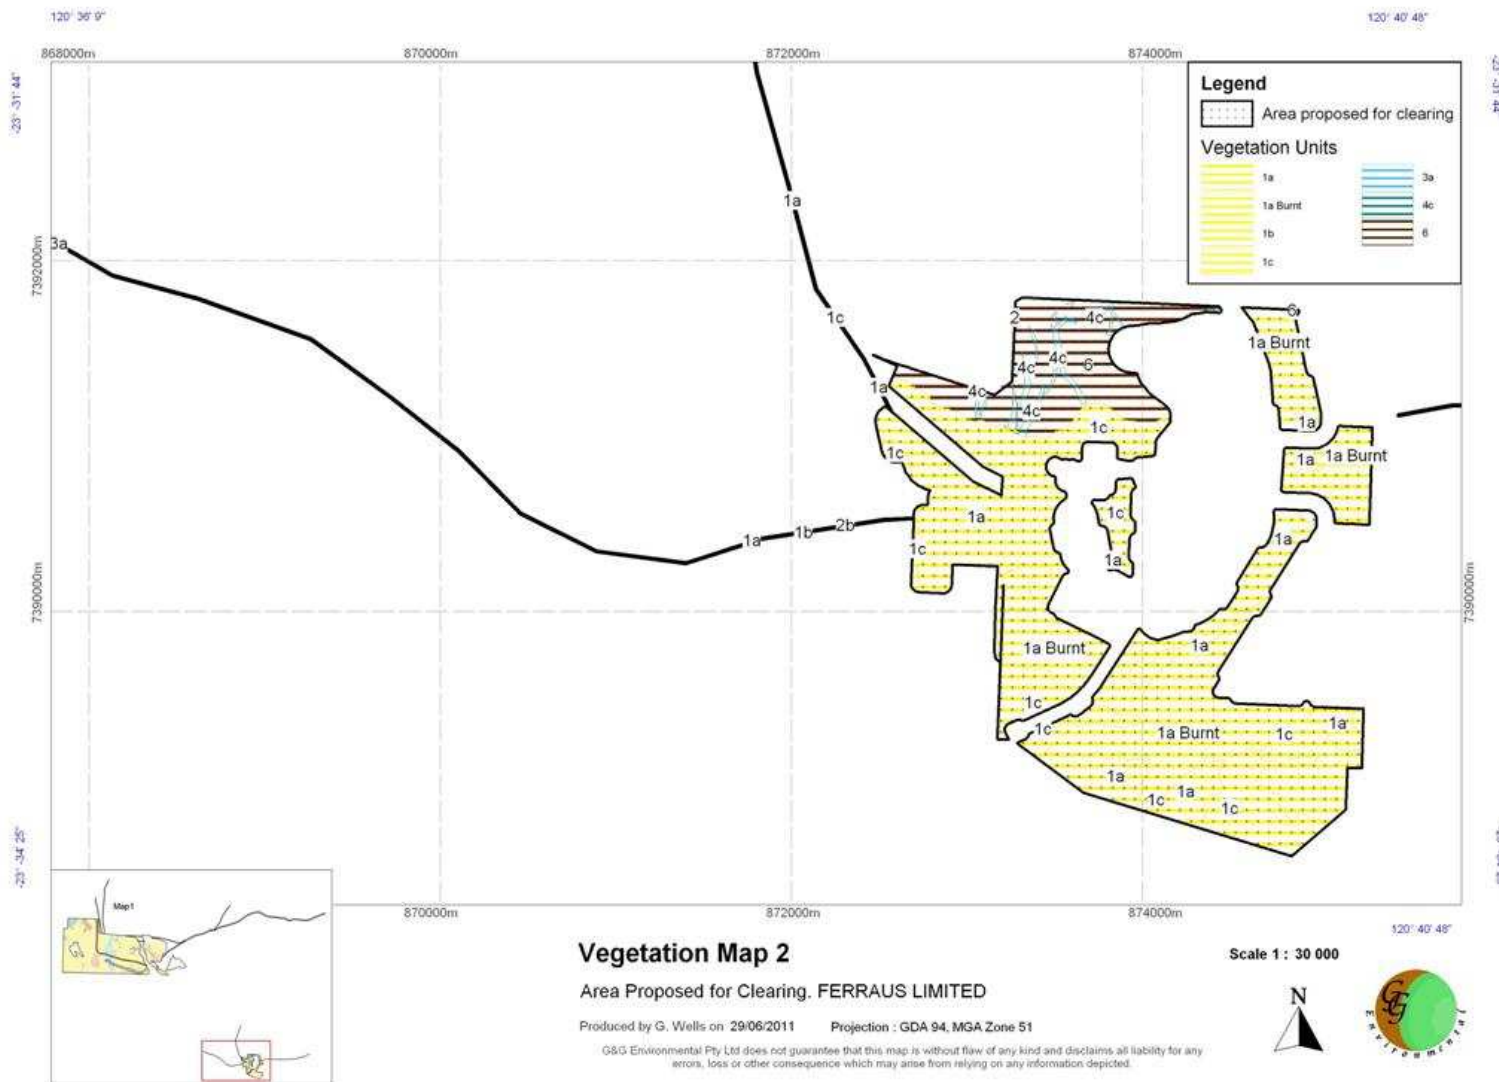 120° 36' 9"
120° 40' 48"
868000m
870000m
872000m
874000m
-23° -31' 44"
Legend
Area proposed for clearing
Vegetation Units
1a
3a
1a Burnt
4c
1b
6
1c
1a
3a
7392000m
1c
2
4c
6
1a Burnt
4c
4c
6
1a
4c
4c
1c
1a
1c
1a
1a Burnt
1a
1c
1a
1b
2b
1c
1a
1a
7390000m
7390000m
1a Burnt
1a
1c
1c
1a Burnt
1c
1a
1a
1a
1c
1c
-23° -34' 25"
870000m
872000m
874000m
Map1
120° 40' 48"
Vegetation Map 2
Scale 1 : 30 000
Area Proposed for Clearing. FERRAUS LIMITED
N
Produced by G. Wells on 29/06/2011 Projection : GDA 94, MGA Zone 51
G&G Environmental Pty Ltd does not guarantee that this map is without flaw of any kind and disclaims all liability for any
errors, loss or other consequence which may arise from relying on any information depicted.
G&G
Environmental